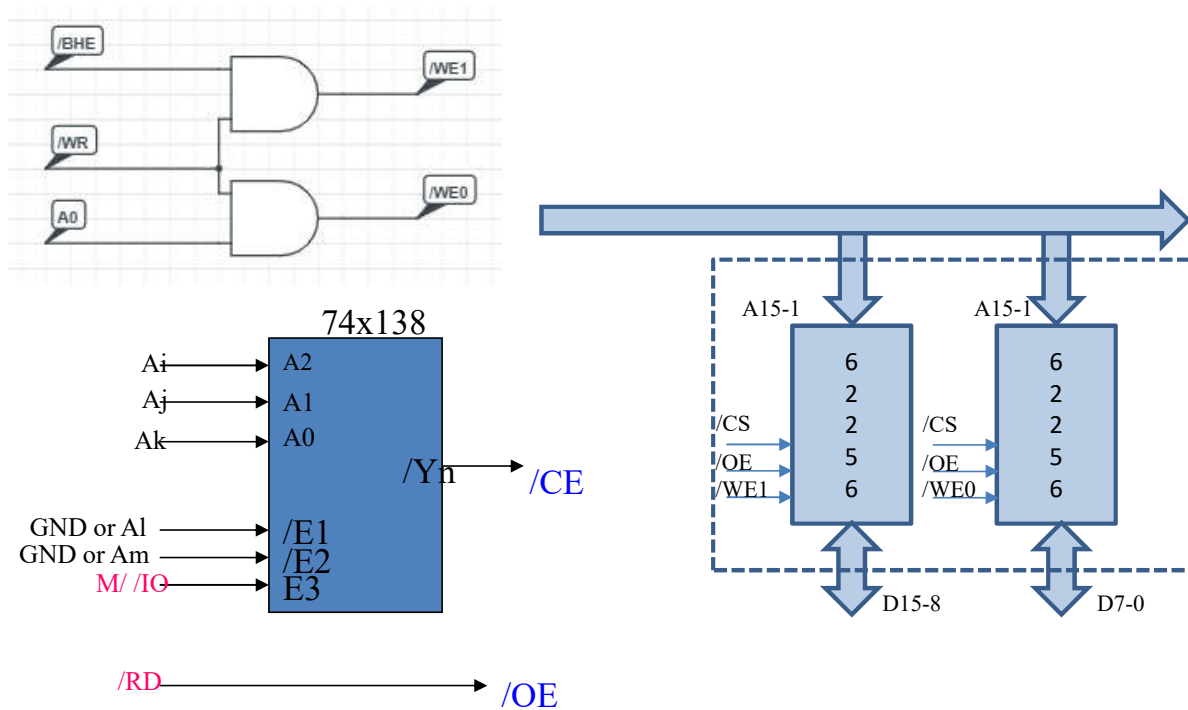 /BHE
/WE1
/WR
/WE0
A0
74x138
Ai
A2
Aj
A1
Ak
A0
/Yn
/CE
GND or Al
/E1
GND or Am
/E2
M/ /IO
E3
/RD
/OE
A15-1
A15-1
6
2
2
5
6
6
2
2
5
6
/CS
/OE
/WE1
/CS
/OE
/WE0
D15-8
D7-0